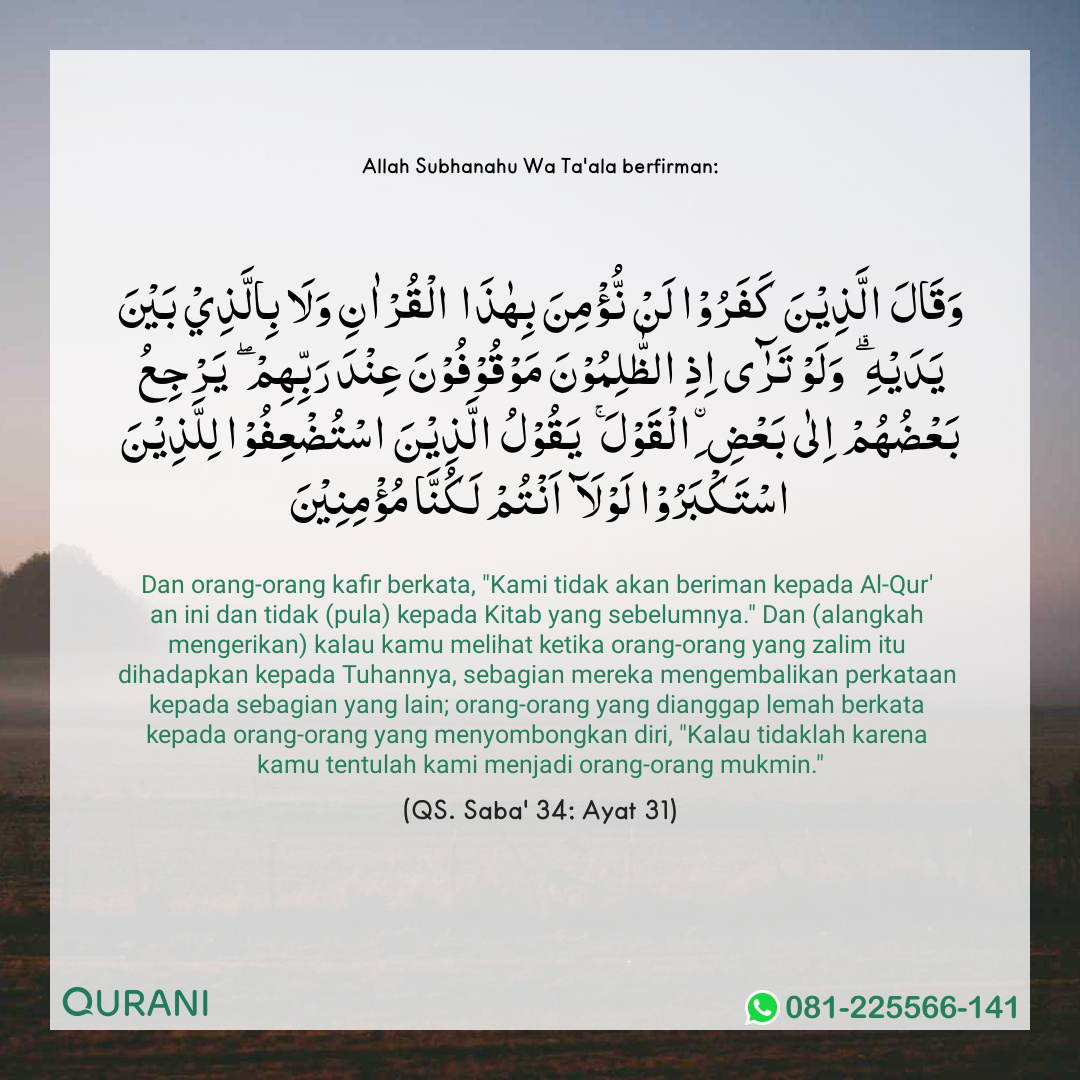 Allah Subhanahu Wa Ta'ala berfirman:
وَقَالَ الَّذِيْنَ كَفَرُوْا لَنْ نُّؤْمِنَ بِهٰذَا الْقُرْاٰنِ وَلَا بِالَّذِيْ بَيْنَ
يَدَيْهِۗ وَلَوْ تَرٰٓى اِذِ الظّٰلِمُوْنَ مَوْقُوْفُوْنَ عِنْدَ رَبِّهِمْۖ يَرْجِعُ
بَعْضُهُمْ اِلٰى بَعْضِ ۨالْقَوْلَۚ يَقُوْلُ الَّذِيْنَ اسْتُضْعِفُوْا لِلَّذِيْنَ
اسْتَكْبَرُوْا لَوْلَآ اَنْتُمْ لَكُنَّا مُؤْمِنِيْنَ
Dan orang-orang kafir berkata, "Kami tidak akan beriman kepada Al-Qur'
an ini dan tidak (pula) kepada Kitab yang sebelumnya." Dan (alangkah
mengerikan) kalau kamu melihat ketika orang-orang yang zalim itu
dihadapkan kepada Tuhannya, sebagian mereka mengembalikan perkataan
kepada sebagian yang lain; orang-orang yang dianggap lemah berkata
kepada orang-orang yang menyombongkan diri, "Kalau tidaklah karena
kamu tentulah kami menjadi orang-orang mukmin."
(QS. Saba' 34: Ayat 31)
QURANI
081-225566-141